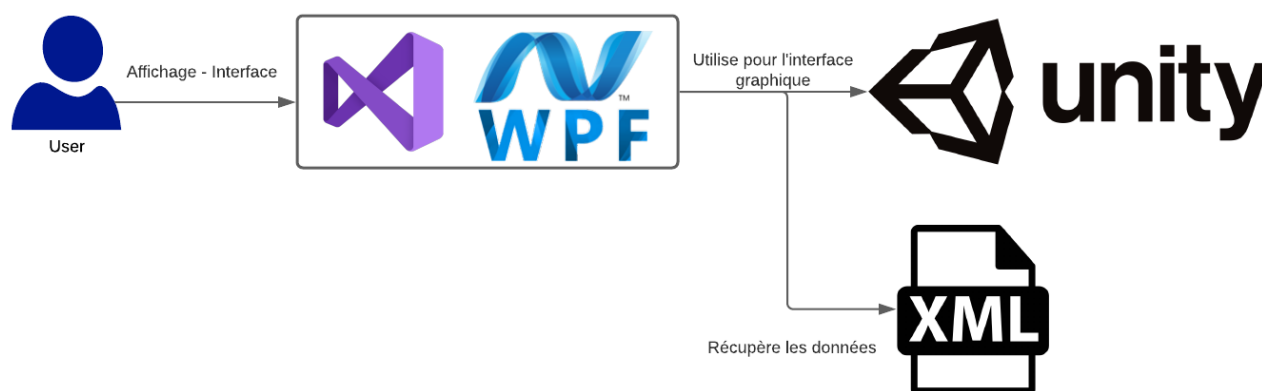 Affichage - Interface
User
WPF
™
Utilise pour l'interface
graphique
unity
XML
Récupère les données